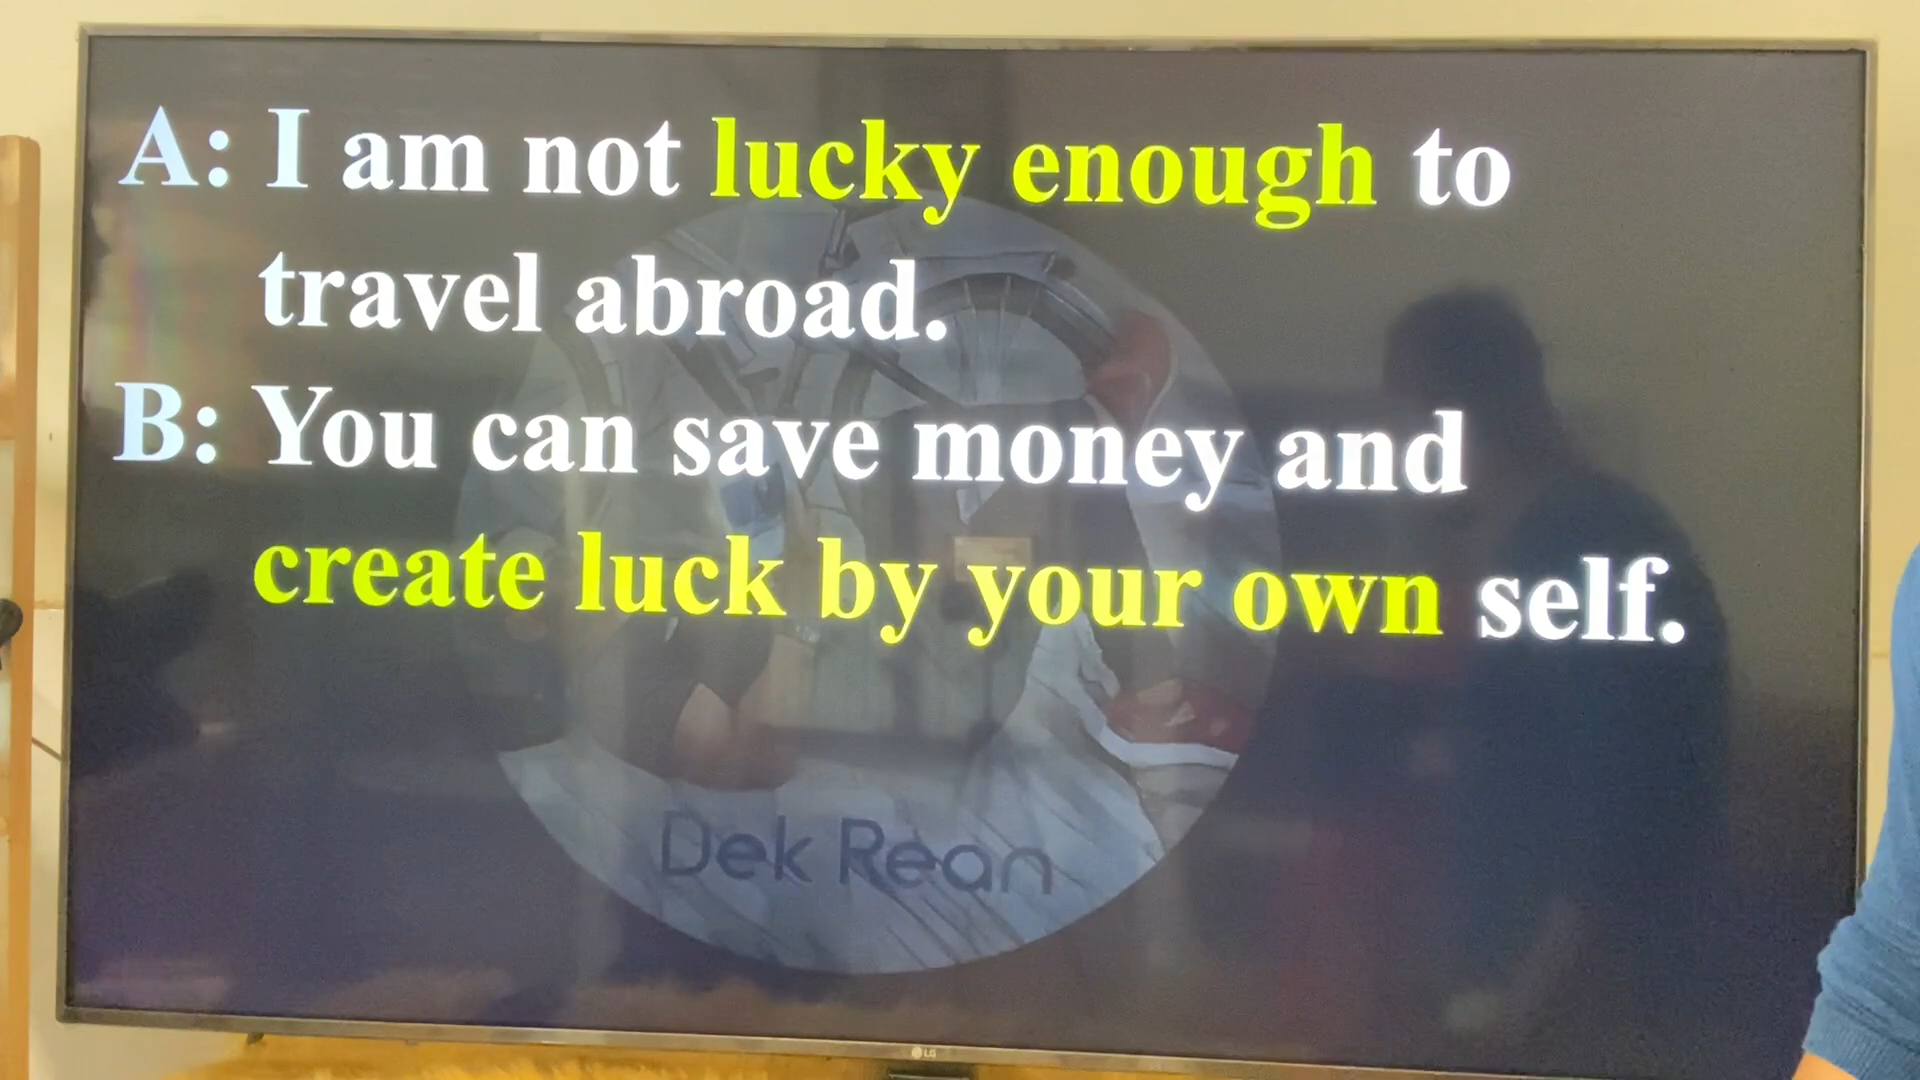 A: I am not lucky enough to
travel abroad.
B: You can save money and
create luck by your own self.
Dek Rean
LG